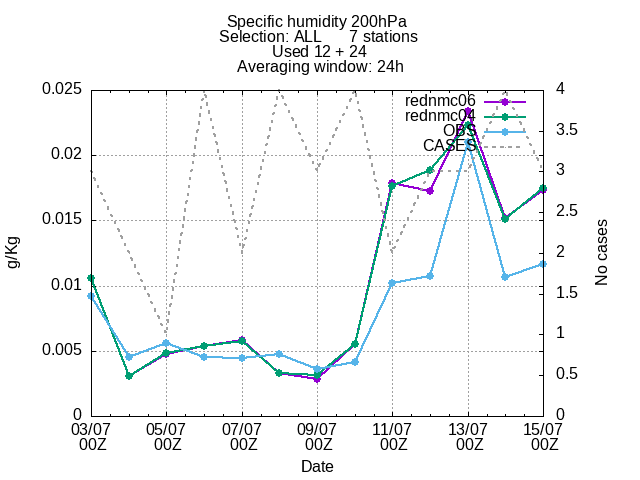 Specific humidity 200hPa
Selection: ALL 7 stations
Used 12 + 24
Averaging window: 24h
0.025
0.02
0.015
0.01
0.005
0
g/Kg
4
3.5
3
2.5
2
1.5
1
0.5
0
No cases
rednmc06
rednmc04
OBS
CASES
03/07 05/07 07/07 09/07 11/07 13/07 15/07
00Z 00Z 00Z 00Z 00Z 00Z 00Z
Date